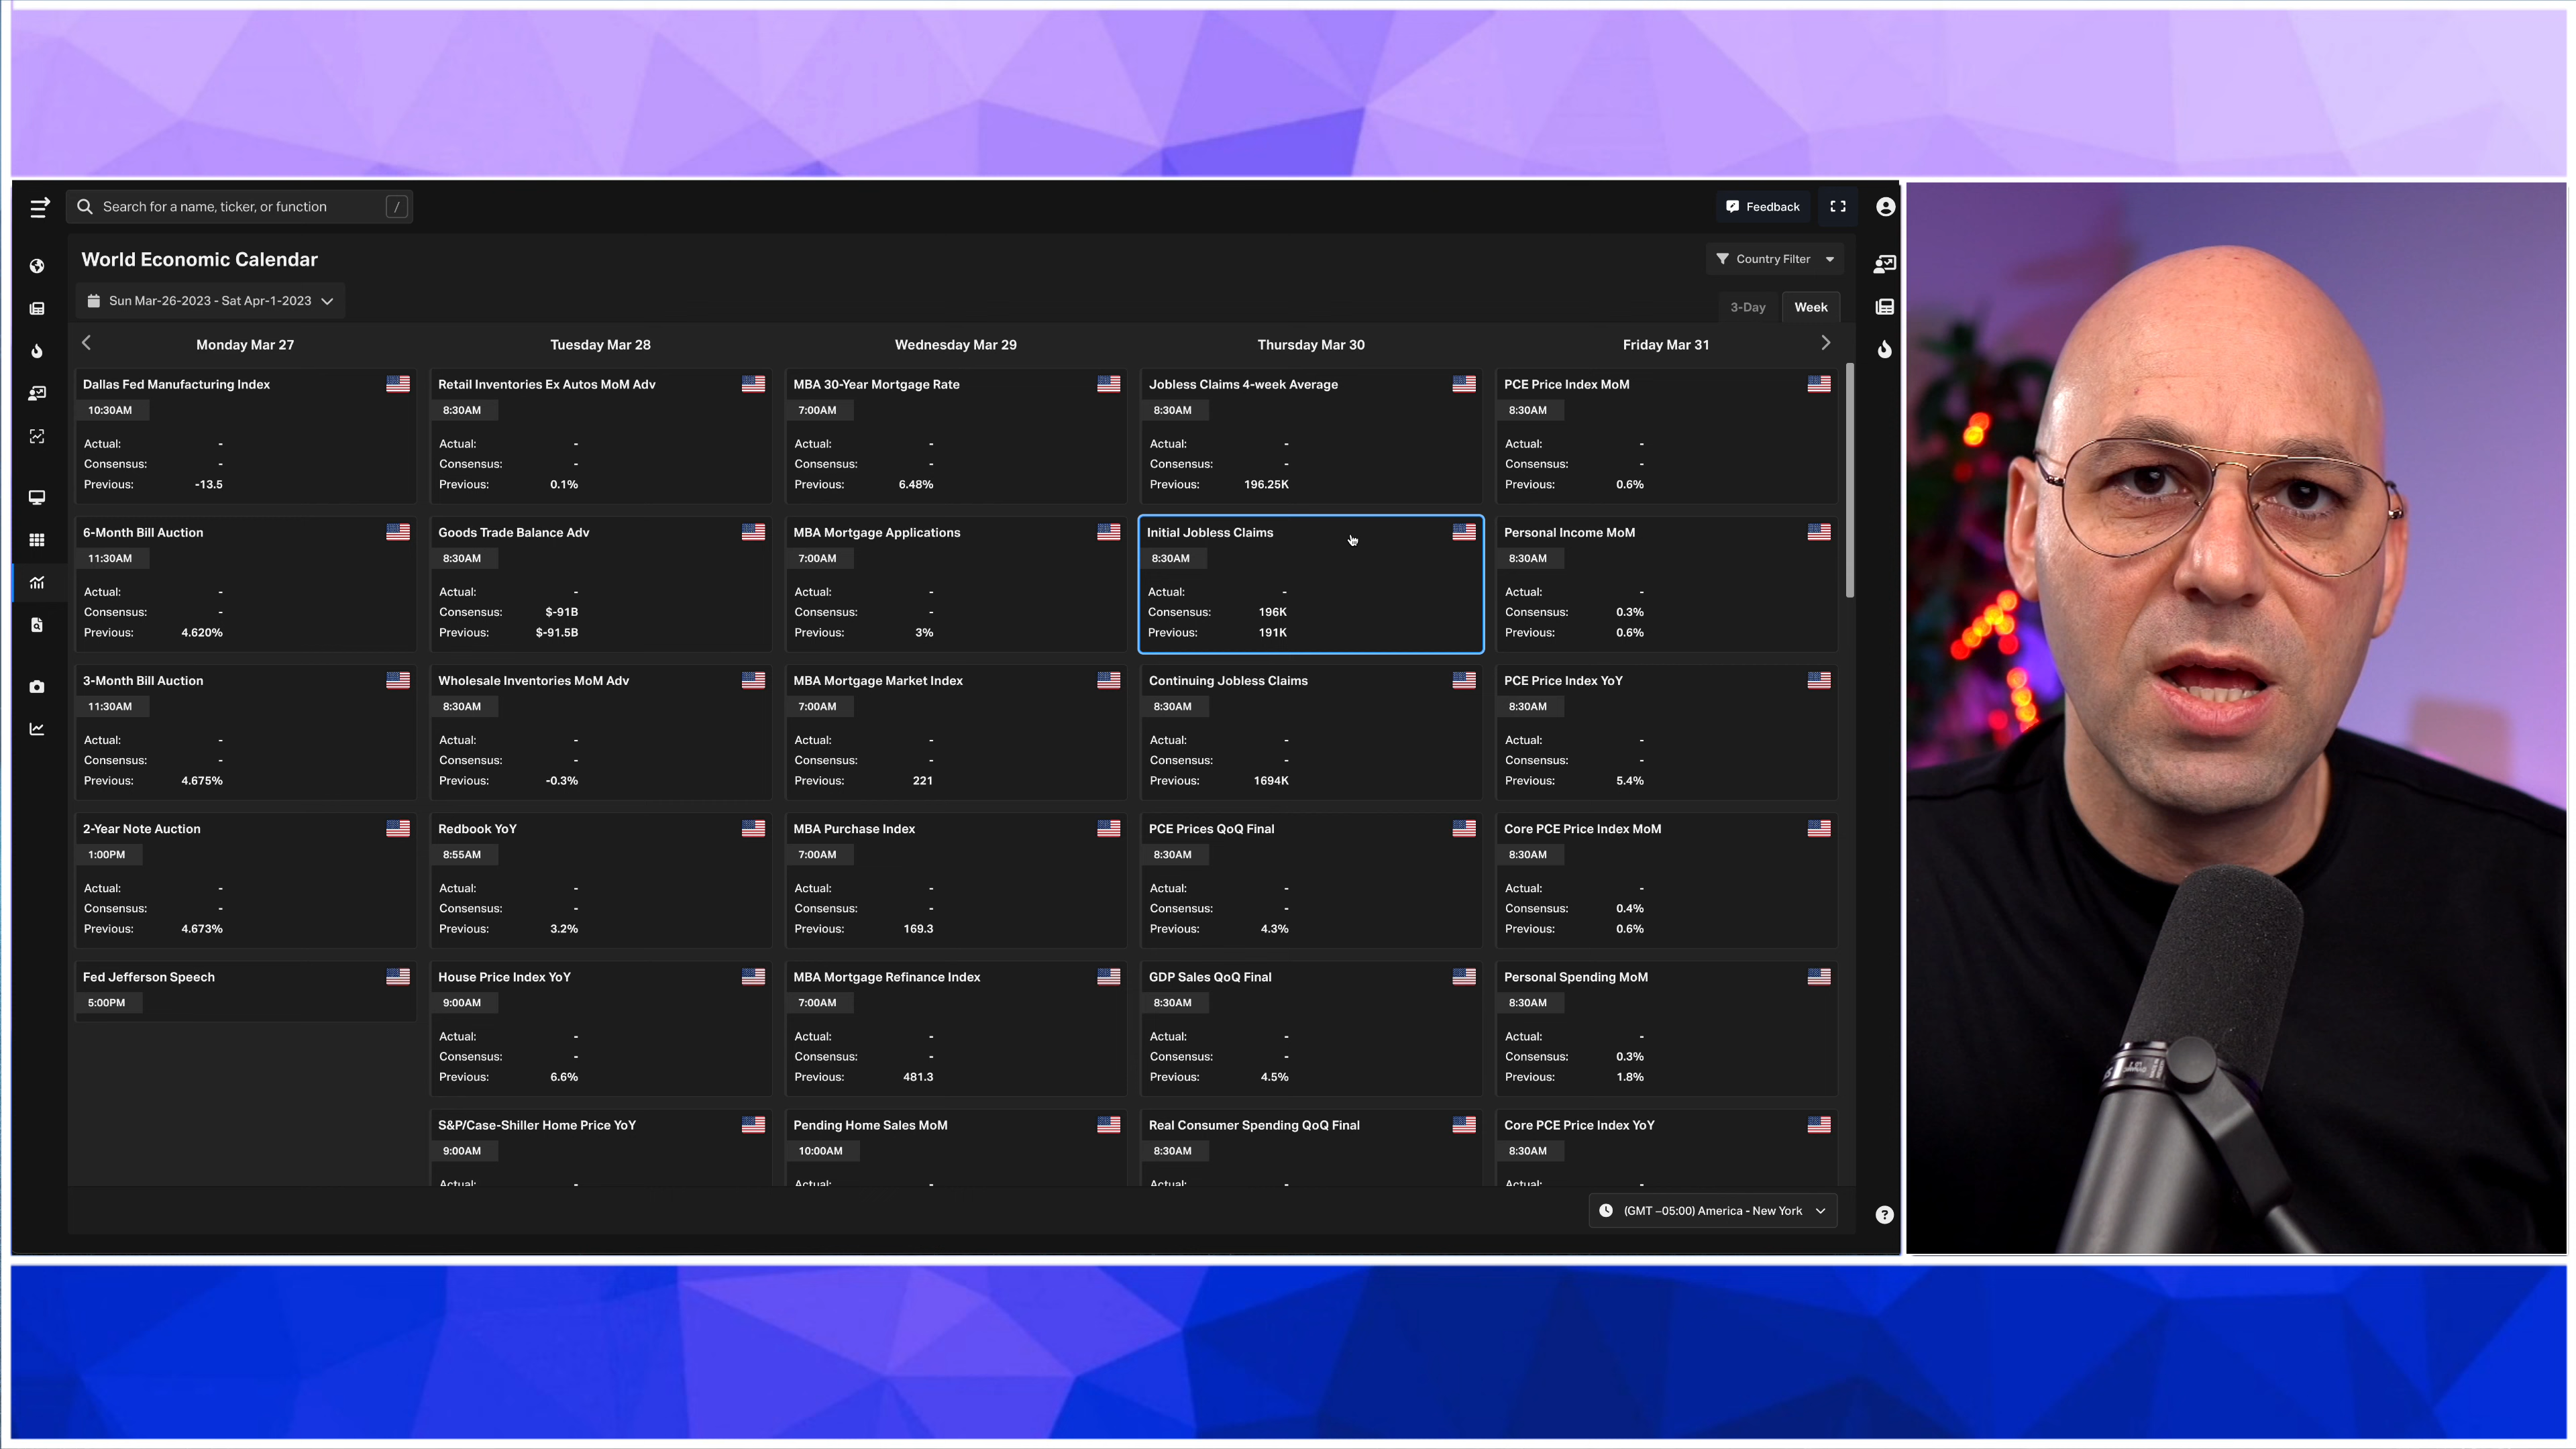 Search for a name, ticker, or function
/
Feedback
World Economic Calendar
Country Filter
Sun Mar-26-2023 - Sat Apr-1-2023
3-Day
Week
Monday Mar 27
Tuesday Mar 28
Wednesday Mar 29
Thursday Mar 30
Friday Mar 31
Dallas Fed Manufacturing Index
10:30AM
Actual: -
Consensus: -
Previous: -13.5
Retail Inventories Ex Autos MoM Adv
8:30AM
Actual: -
Consensus: -
Previous: 0.1%
MBA 30-Year Mortgage Rate
7:00AM
Actual: -
Consensus: -
Previous: 6.48%
Jobless Claims 4-week Average
8:30AM
Actual: -
Consensus: -
Previous: 196.25K
PCE Price Index MoM
8:30AM
Actual: -
Consensus: -
Previous: 0.6%
6-Month Bill Auction
11:30AM
Actual: -
Consensus: -
Previous: 4.620%
Goods Trade Balance Adv
8:30AM
Actual: -
Consensus: $-91B
Previous: $-91.5B
MBA Mortgage Applications
7:00AM
Actual: -
Consensus: -
Previous: 3%
Initial Jobless Claims
8:30AM
Actual: -
Consensus: 196K
Previous: 191K
Personal Income MoM
8:30AM
Actual: -
Consensus: 0.3%
Previous: 0.6%
3-Month Bill Auction
11:30AM
Actual: -
Consensus: -
Previous: 4.675%
Wholesale Inventories MoM Adv
8:30AM
Actual: -
Consensus: -
Previous: -0.3%
MBA Mortgage Market Index
7:00AM
Actual: -
Consensus: -
Previous: 221
Continuing Jobless Claims
8:30AM
Actual: -
Consensus: -
Previous: 1694K
PCE Price Index YoY
8:30AM
Actual: -
Consensus: -
Previous: 5.4%
2-Year Note Auction
1:00PM
Actual: -
Consensus: -
Previous: 4.673%
Redbook YoY
8:55AM
Actual: -
Consensus: -
Previous: 3.2%
MBA Purchase Index
7:00AM
Actual: -
Consensus: -
Previous: 169.3
PCE Prices QoQ Final
8:30AM
Actual: -
Consensus: -
Previous: 4.3%
Core PCE Price Index MoM
8:30AM
Actual: -
Consensus: 0.4%
Previous: 0.6%
Fed Jefferson Speech
5:00PM
House Price Index YoY
9:00AM
Actual: -
Consensus: -
Previous: 6.6%
MBA Mortgage Refinance Index
7:00AM
Actual: -
Consensus: -
Previous: 481.3
GDP Sales QoQ Final
8:30AM
Actual: -
Consensus: -
Previous: 4.5%
Personal Spending MoM
8:30AM
Actual: -
Consensus: 0.3%
Previous: 1.8%
S&P/Case-Shiller Home Price YoY
9:00AM
Actual: -
Pending Home Sales MoM
10:00AM
Actual: -
Real Consumer Spending QoQ Final
8:30AM
Actual: -
Core PCE Price Index YoY
8:30AM
Actual: -
(GMT −05:00) America - New York
?